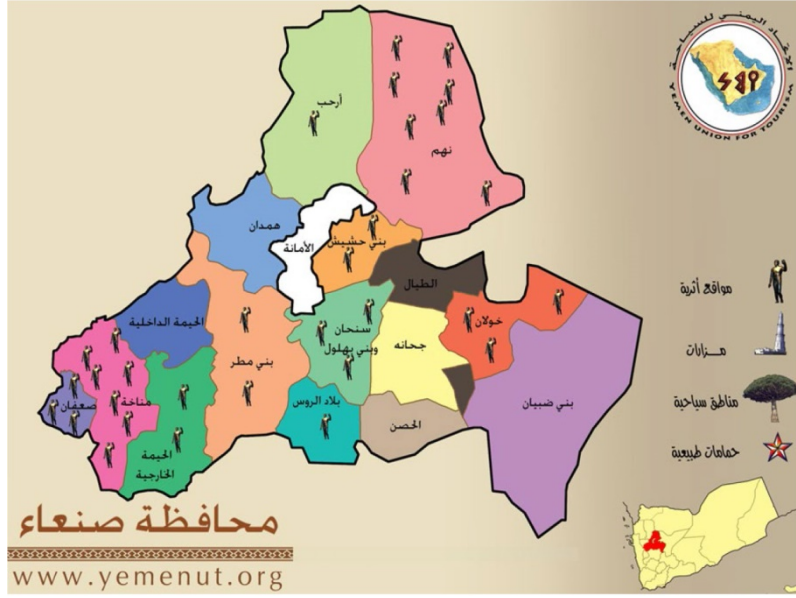 الإتحاد اليمني للسياحة
YEMEN UNION FOR TOURISM
أرحب
نهم
همدان
الأمانة
بني حشيش
الطيال
خولان
الحيمة الداخلية
سنحان
وبني بهلول
جحانه
بني مطر
مناخة
صعفان
بلاد الروس
الحصن
بني ضبيان
الحيمة
الخارجية
مواقع أثرية
مـــزارات
مناطق سياحية
حمامات طبيعية
محافظة صنعاء
www.yemenut.org